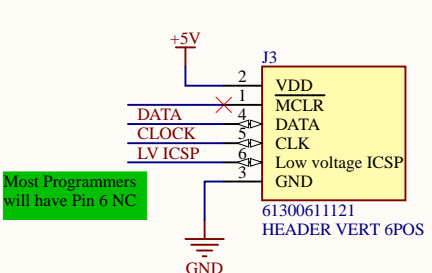 +5V
J3
2 VDD
1 MCLR
DATA 4 DATA
CLOCK 5 CLK
LV ICSP 6 Low voltage ICSP
3 GND
Most Programmers
will have Pin 6 NC
61300611121
HEADER VERT 6POS
GND